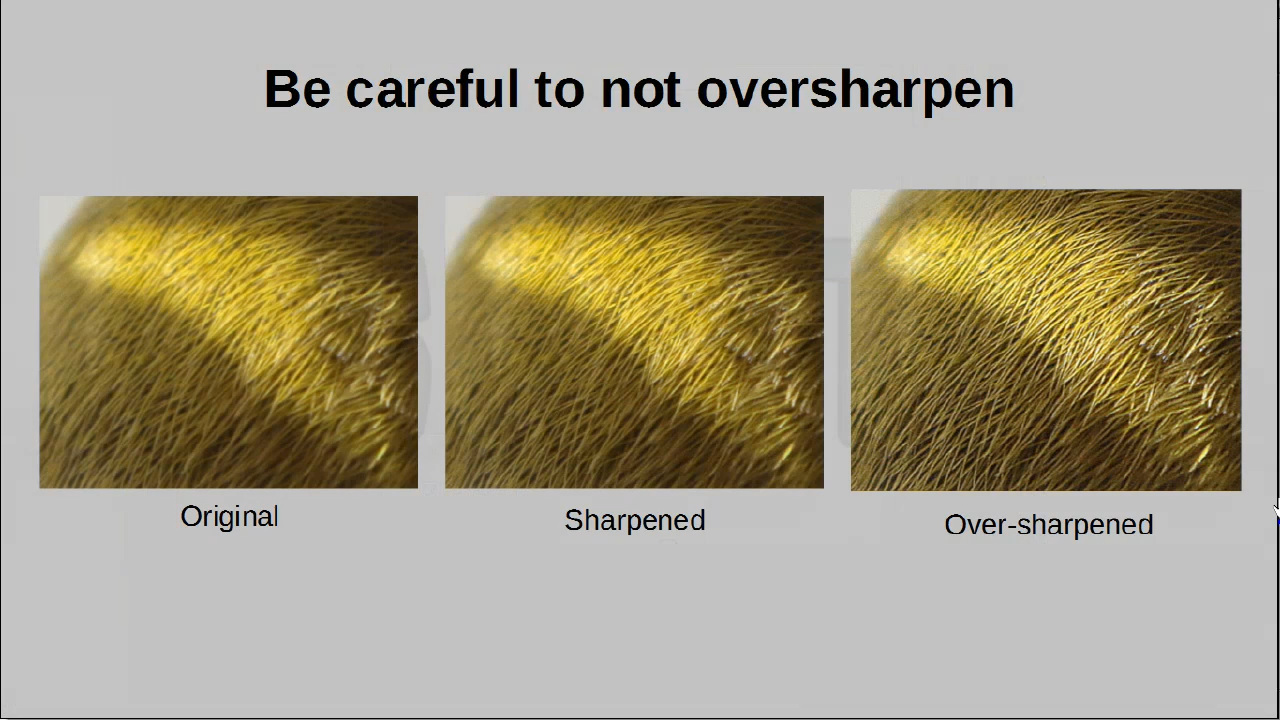 Be careful to not oversharpen
Original
Sharpened
Over-sharpened